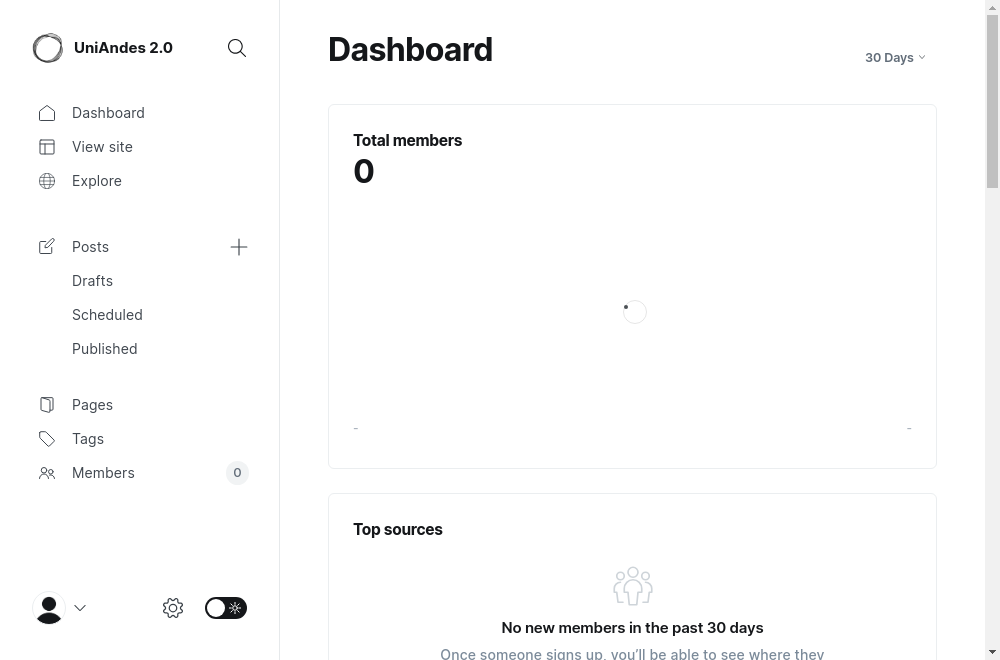 UniAndes 2.0
Dashboard
View site
Explore
Posts
Drafts
Scheduled
Published
Pages
Tags
Members
0
Dashboard
30 Days
Total members
0
-
-
Top sources
No new members in the past 30 days
Once someone signs up, you'll be able to see where they